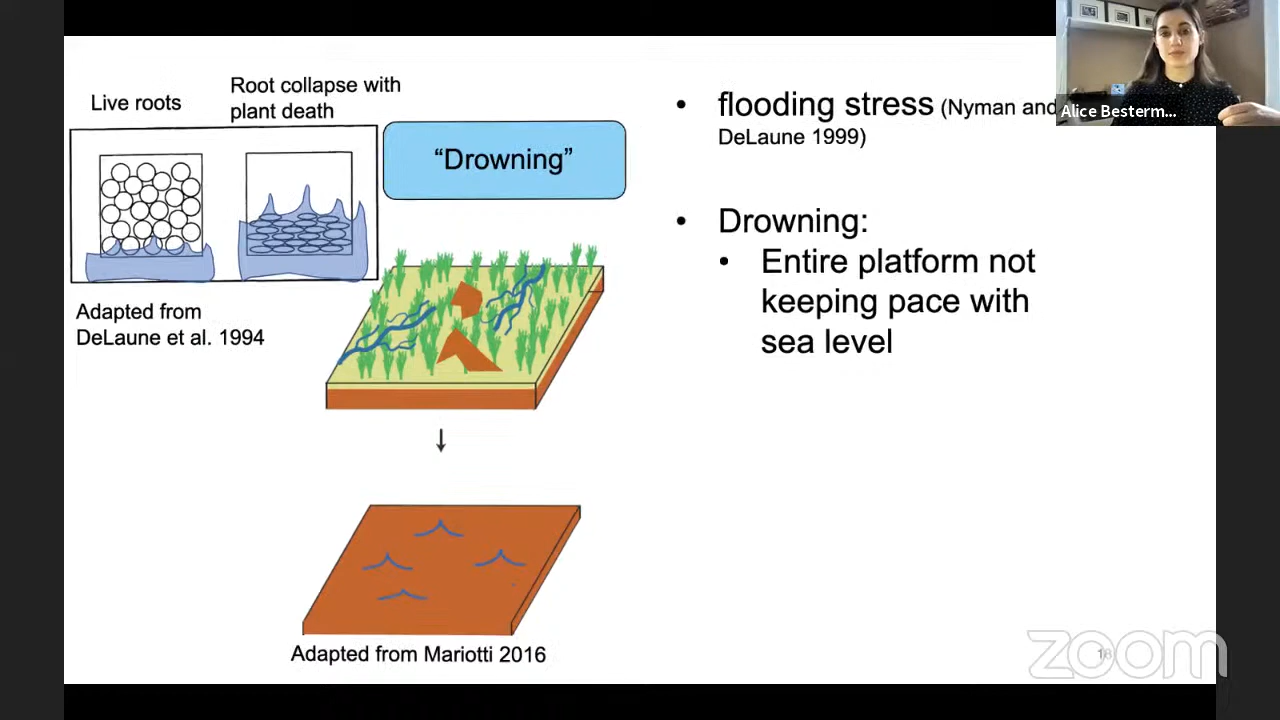 Live roots
Root collapse with
plant death
“Drowning”
Adapted from
DeLaune et al. 1994
Adapted from Mariotti 2016
• flooding stress (Nyman and
DeLaune 1999)
• Drowning:
• Entire platform not
keeping pace with
sea level
Alice Besterm...
zoom
18